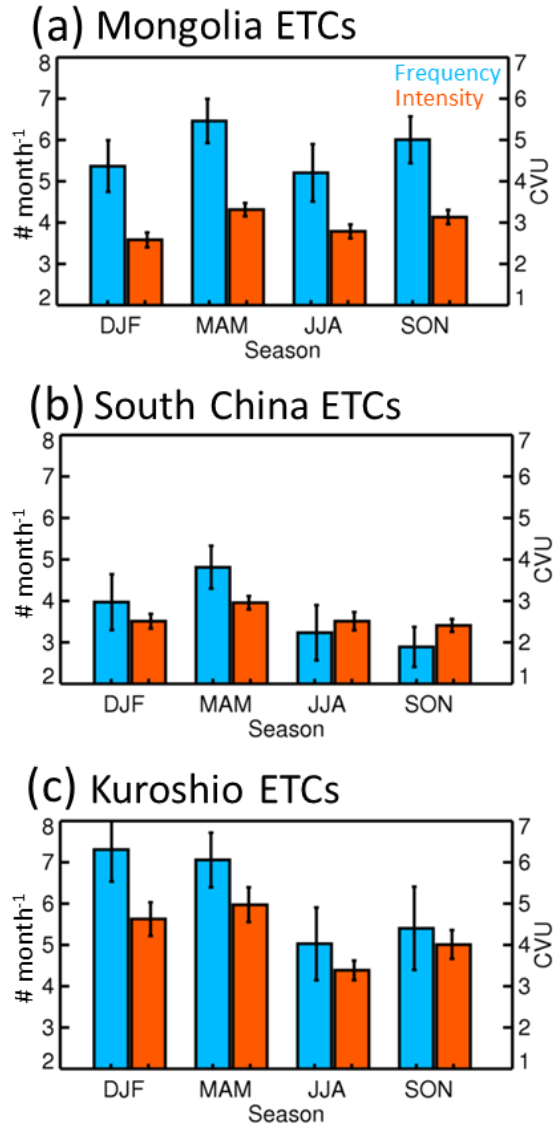 (a) Mongolia ETCs
8 7
Frequency
Intensity
7 6
6 5
5 4
4 3
3 2
2 1
# month⁻¹
CVU
DJF MAM JJA SON
Season
(b) South China ETCs
8 7
7 6
6 5
5 4
4 3
3 2
2 1
# month⁻¹
CVU
DJF MAM JJA SON
Season
(c) Kuroshio ETCs
8 7
7 6
6 5
5 4
4 3
3 2
2 1
# month⁻¹
CVU
DJF MAM JJA SON
Season